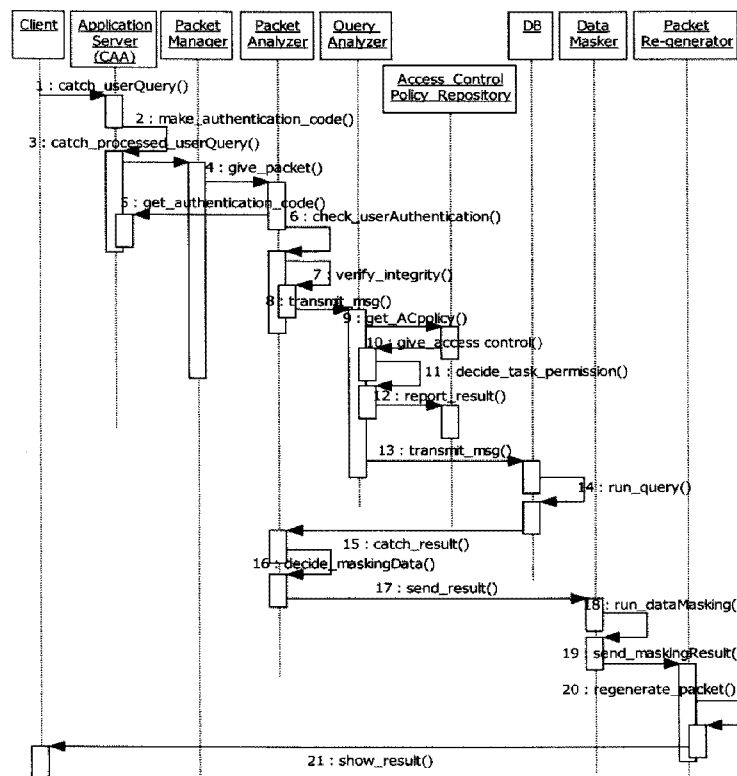 Client
Application
Server
(CAA)
Packet
Manager
Packet
Analyzer
Query
Analyzer
Access Control
Policy Repository
DB
Data
Masker
Packet
Re-generator
1 : catch_userQuery()
2 : make_authentication_code()
3 : catch_processed_userQuery()
4 : give_packet()
5 : get_authentication_code()
6 : check_userAuthentication()
7 : verify_integrity()
8 : transmit_msg()
9 : get_ACpolicy()
10 : give_access control()
11 : decide_task_permission()
12 : report_result()
13 : transmit_msg()
14 : run_query()
15 : catch_result()
16 : decide_maskingData()
17 : send_result()
18 : run_dataMasking(
19 : send_maskingResult(
20 : regenerate_packet()
21 : show_result()